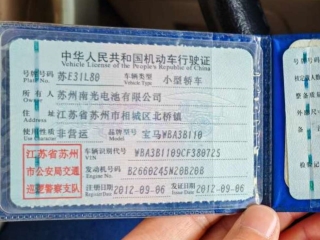 中华人民共和国机动车行驶证
Vehicle License of the People's Republic of China
号牌号码 苏E31L80 车辆类型 小型轿车
Plate No. Vehicle Type
所有人 苏州南光电池有限公司
Owner
住址 江苏省苏州市相城区北桥镇
Address
使用性质 非营运 品牌型号 宝马WBA3B110
Use Character Model
江苏省苏州 车辆识别代号 WBA3B1109CF380725
市公安局交通 VIN
巡逻警察支队 发动机号码 B2660245N20B20B
Engine No.
注册日期 2012-09-06 发证日期 2012-09-06
Register Date Issue Date